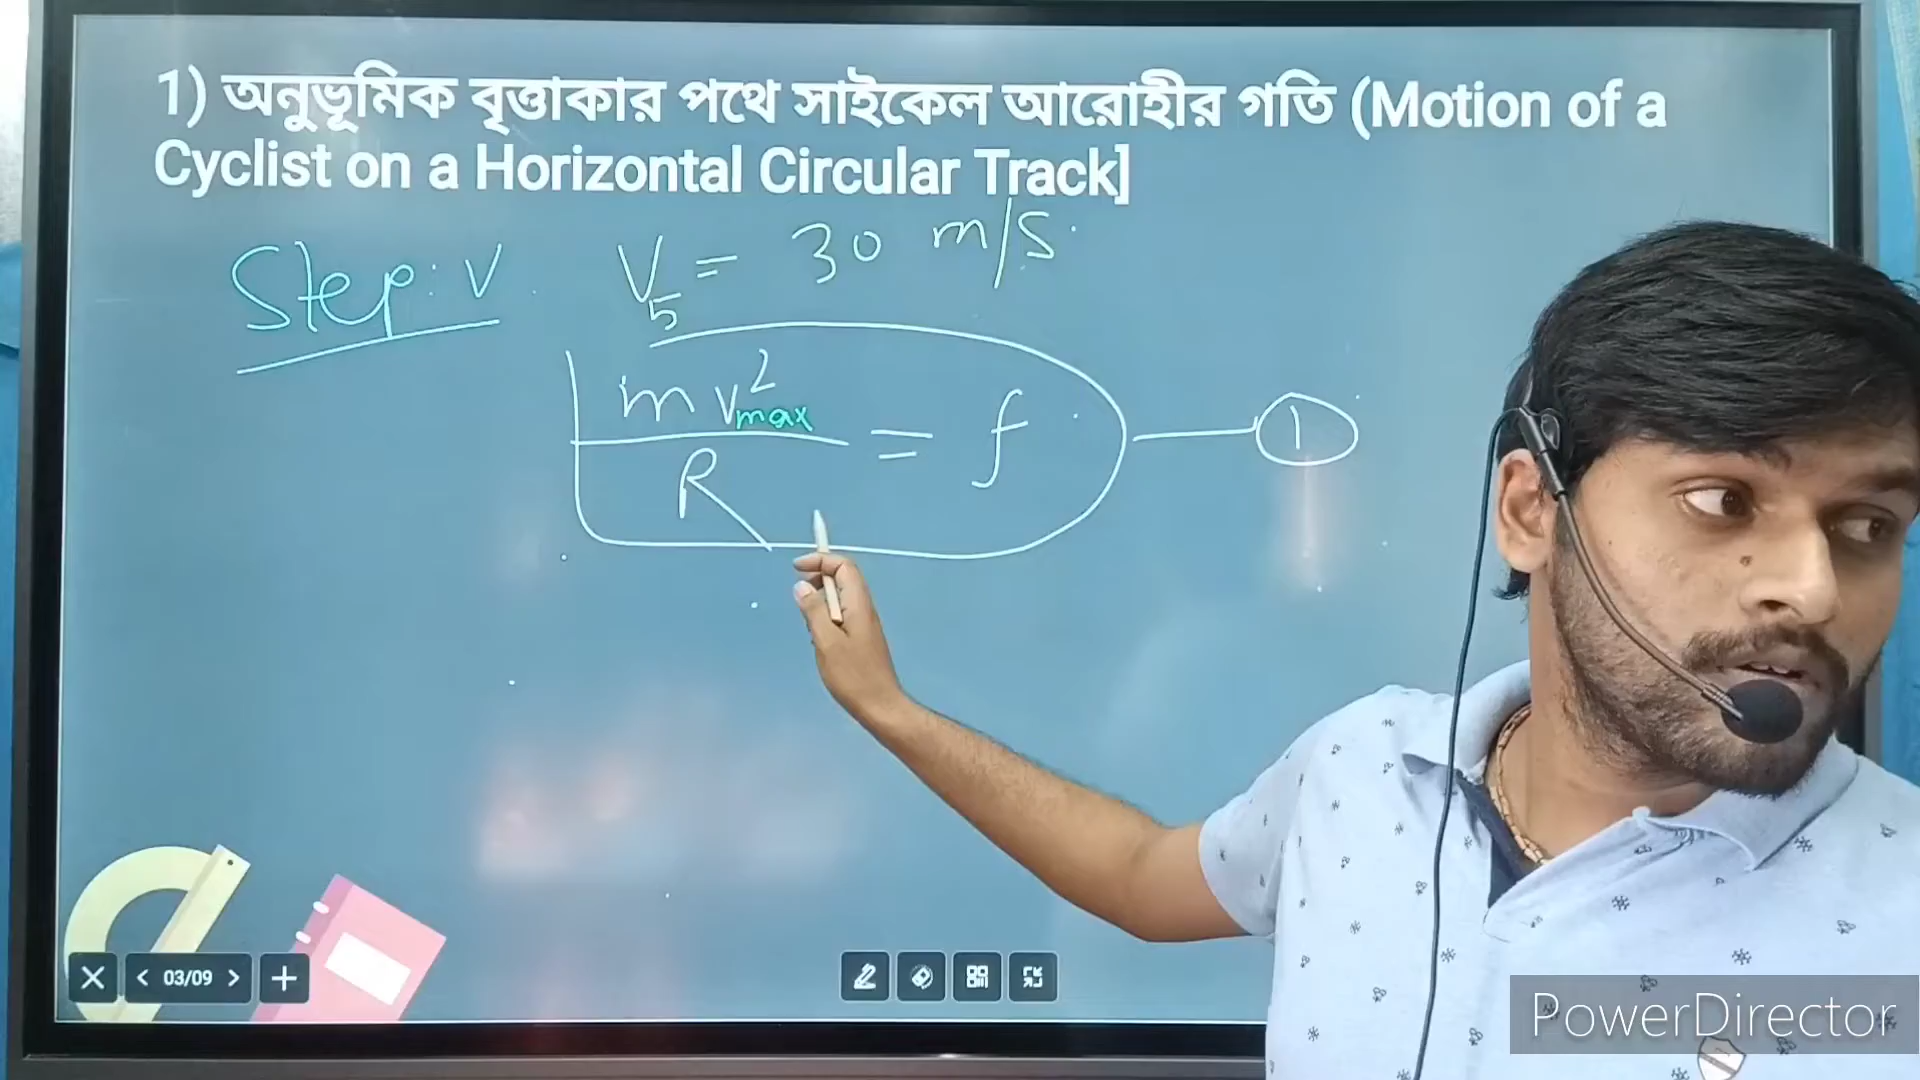 1) অনুভূমিক বৃত্তাকার পথে সাইকেল আরোহীর গতি (Motion of a
Cyclist on a Horizontal Circular Track]
Step: V V₅ = 30 m/s.
mv²max / R = f — 1
03/09
PowerDirector